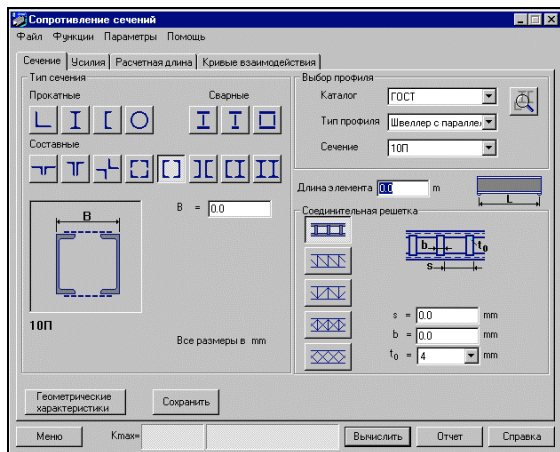 Сопротивление сечений
Файл Функции Параметры Помощь
Сечение Усилия Расчетная длина Кривые взаимодействия
Тип сечения
Прокатные Сварные
Составные
B
B = 0.0
10П
Все размеры в mm
Выбор профиля
Каталог ГОСТ
Тип профиля Швеллер с паралле
Сечение 10П
Длина элемента 0.0 m
L
Соединительная решетка
b t₀
s
s = 0.0 mm
b = 0.0 mm
t₀ = 4 mm
Геометрические
характеристики
Сохранить
Меню Kmax= Вычислить Отчет Справка